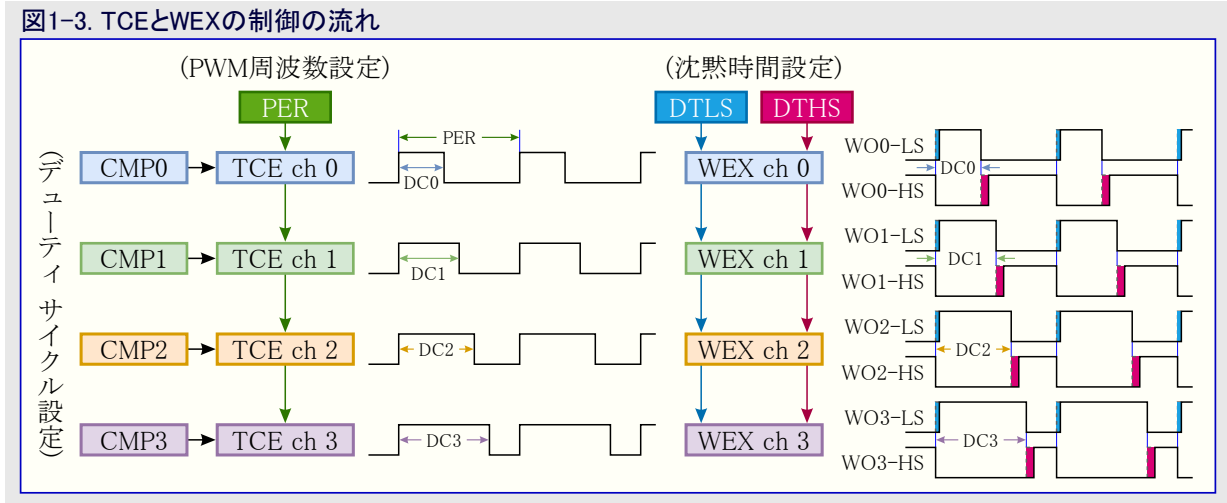 図1-3. TCEとWEXの制御の流れ
(PWM周波数設定)
(沈黙時間設定)
PER
DTLS
DTHS
(デューティ サイクル設定)
CMP0
TCE ch 0
PER
DC0
WEX ch 0
WO0-LS
DC0
WO0-HS
CMP1
TCE ch 1
DC1
WEX ch 1
WO1-LS
DC1
WO1-HS
CMP2
TCE ch 2
DC2
WEX ch 2
WO2-LS
DC2
WO2-HS
CMP3
TCE ch 3
DC3
WEX ch 3
WO3-LS
DC3
WO3-HS